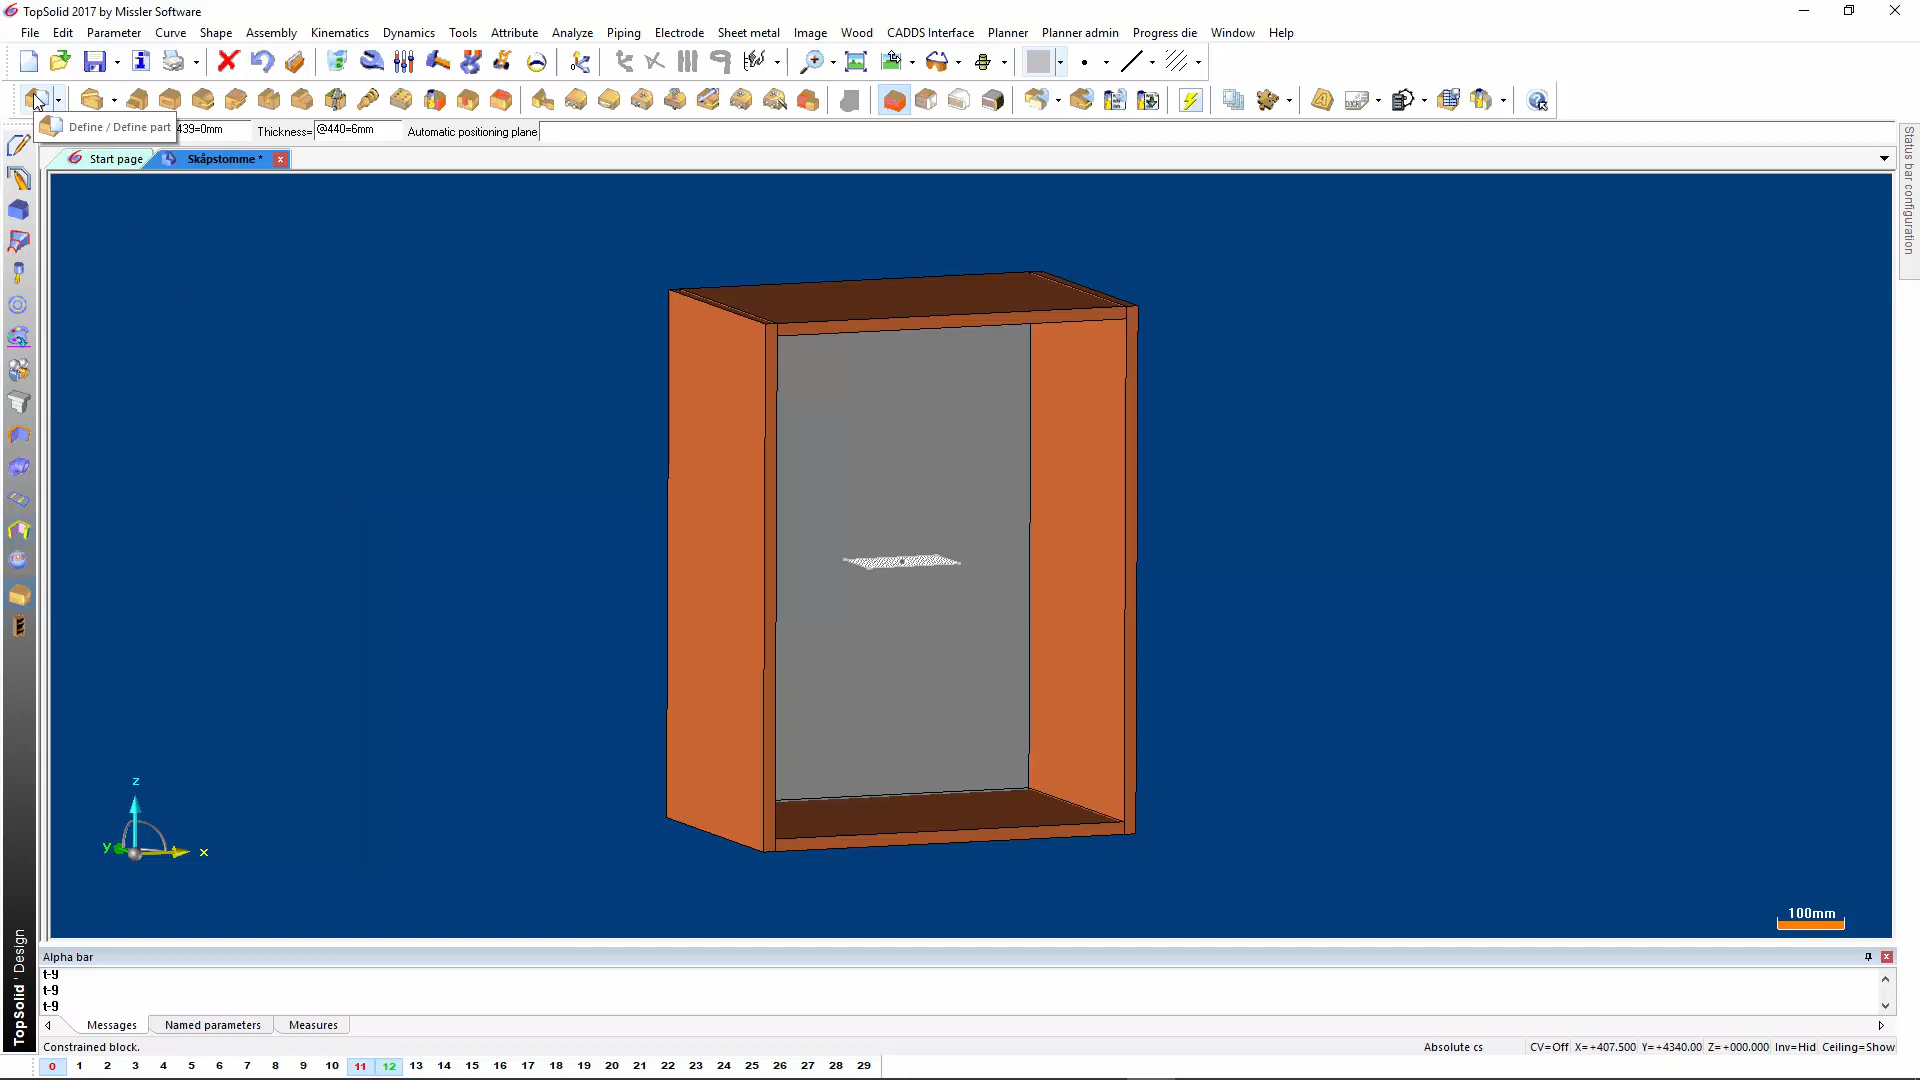 TopSolid 2017 by Missler Software
File Edit Parameter Curve Shape Assembly Kinematics Dynamics Tools Attribute Analyze Piping Electrode Sheet metal Image Wood CADDS Interface Planner Planner admin Progress die Window Help
Define / Define part
439=0mm Thickness= @440=6mm Automatic positioning plane
Start page Skåpstomme *
Status bar configuration
z
y x
100mm
TopSolid ' Design
Alpha bar
t-9
t-9
t-9
Messages Named parameters Measures
Constrained block. Absolute cs CV=Off X=+407.500 Y=+4340.00 Z=+000.000 Inv=Hid Ceiling=Show
0 1 2 3 4 5 6 7 8 9 10 11 12 13 14 15 16 17 18 19 20 21 22 23 24 25 26 27 28 29